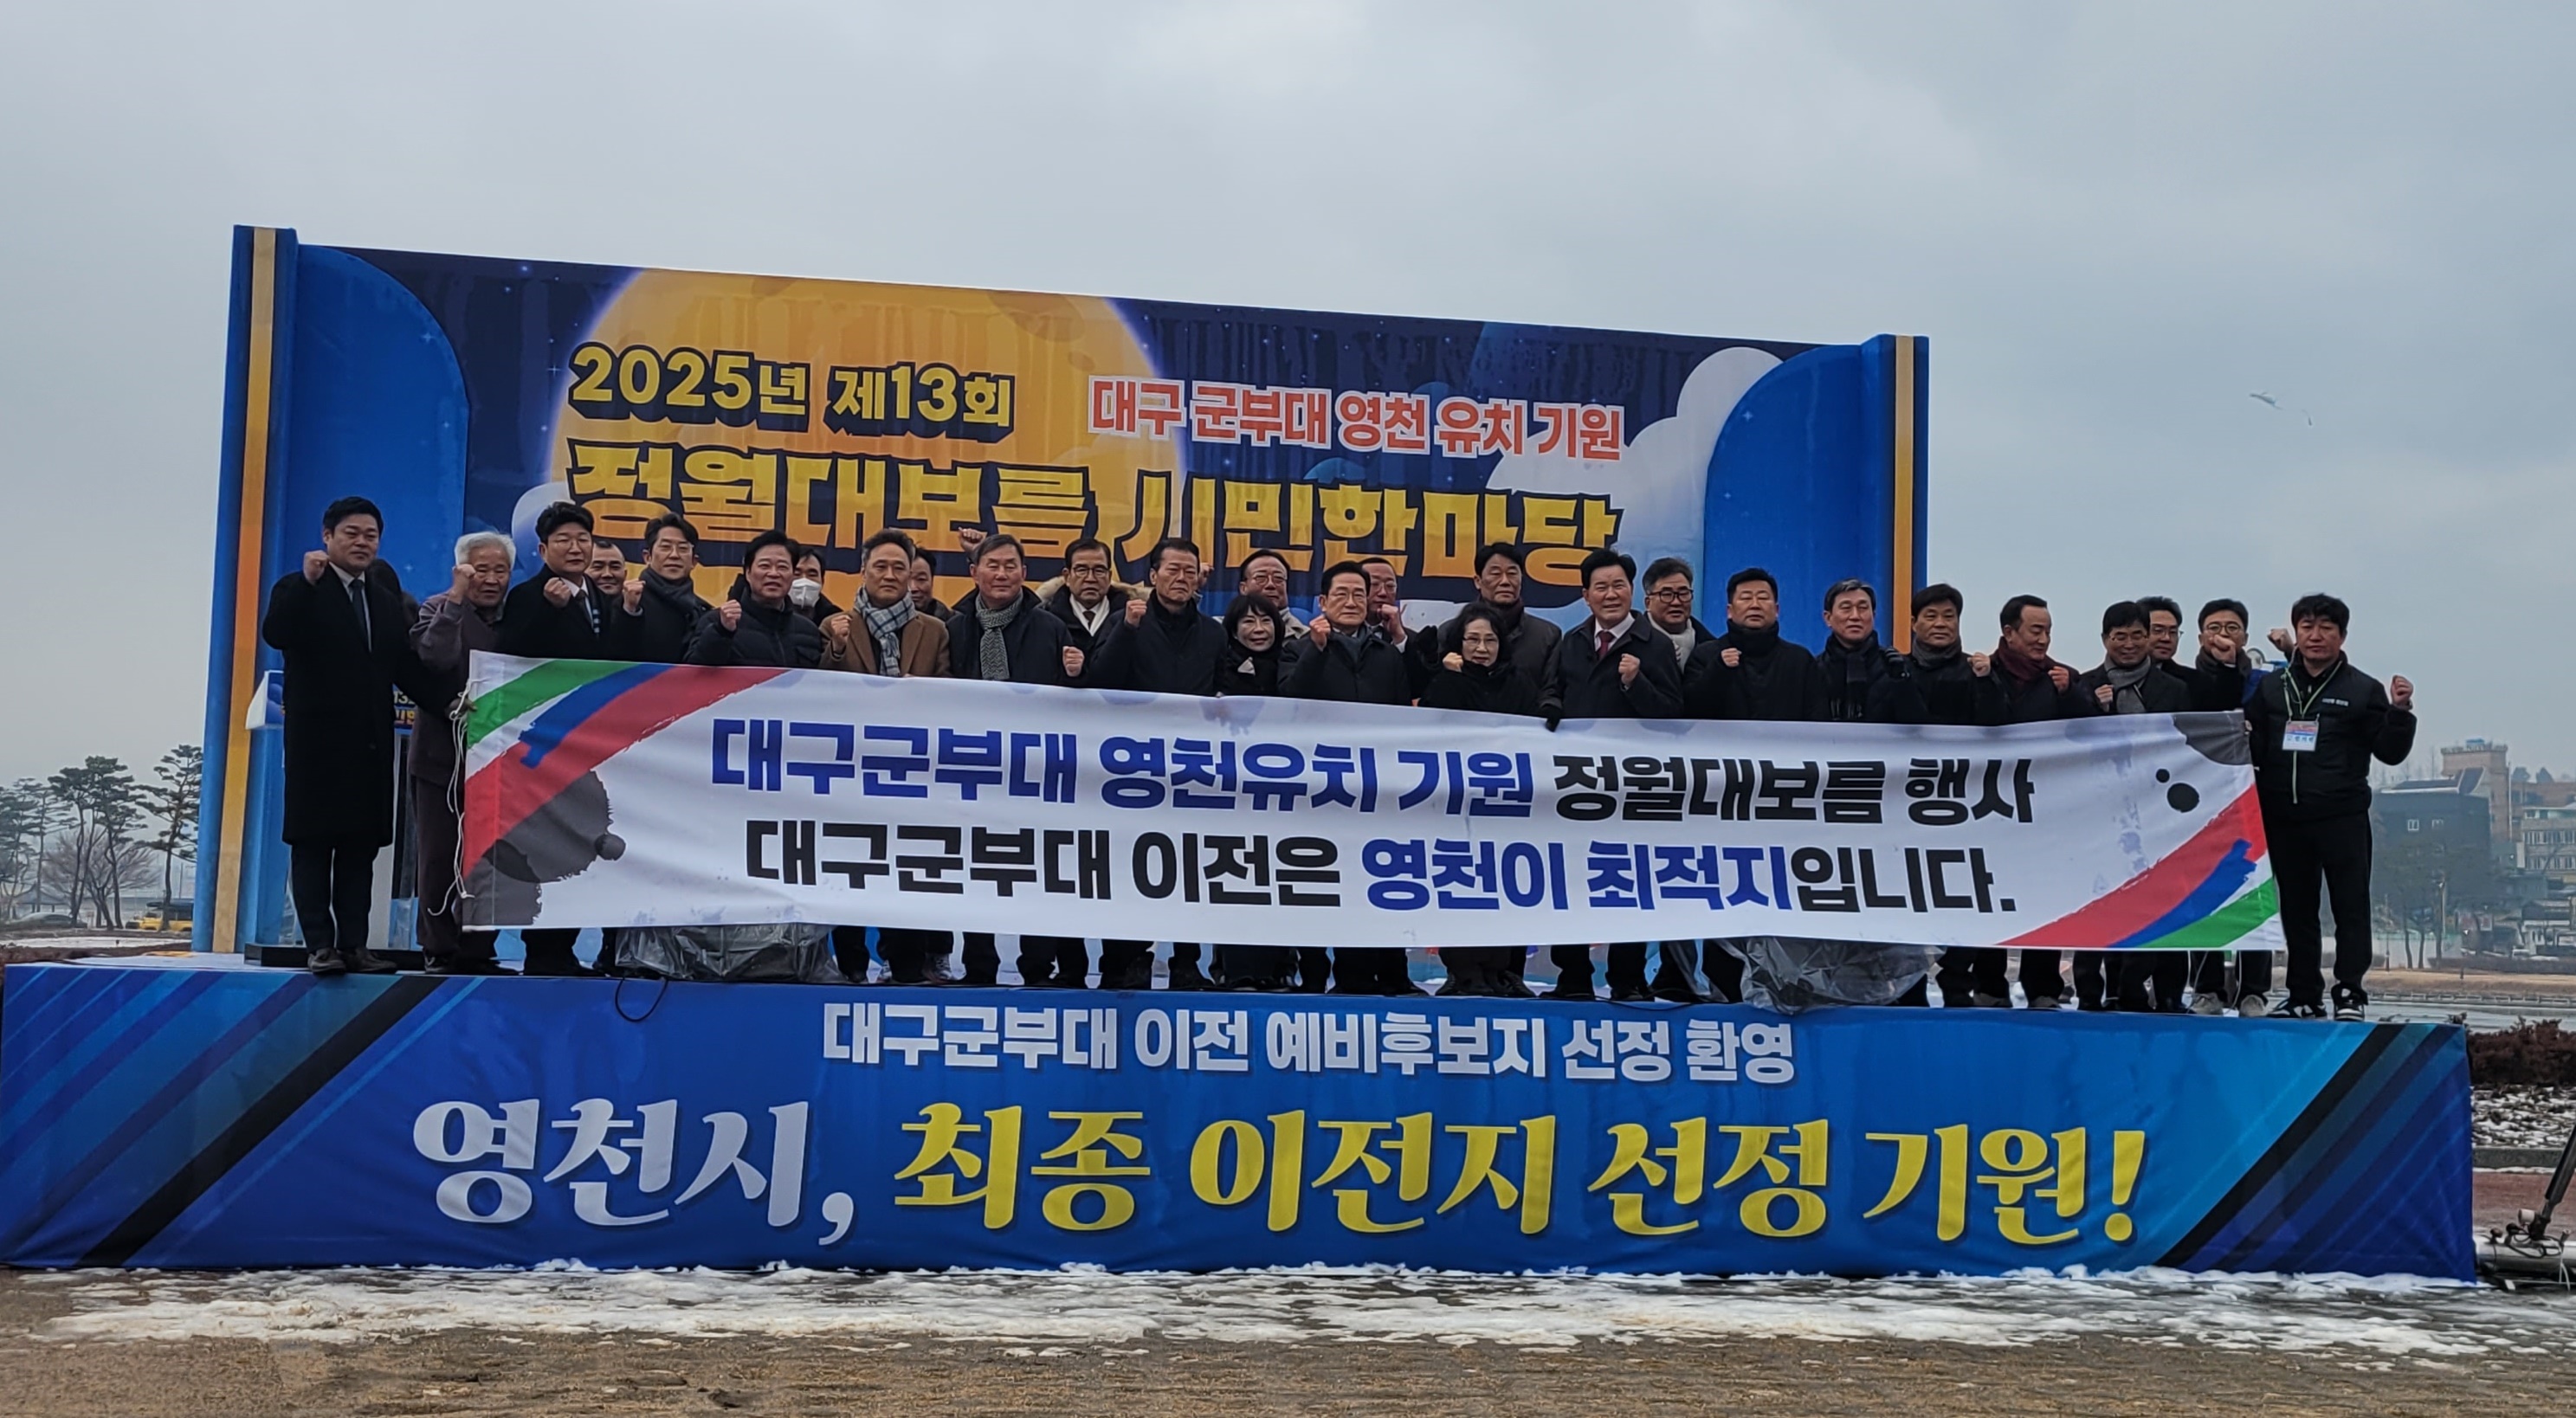 2025년 제13회
대구 군부대 영천 유치 기원
정월대보름 시민한마당
대구군부대 영천유치 기원 정월대보름 행사
대구군부대 이전은 영천이 최적지입니다.
대구군부대 이전 예비후보지 선정 환영
영천시, 최종 이전지 선정 기원!